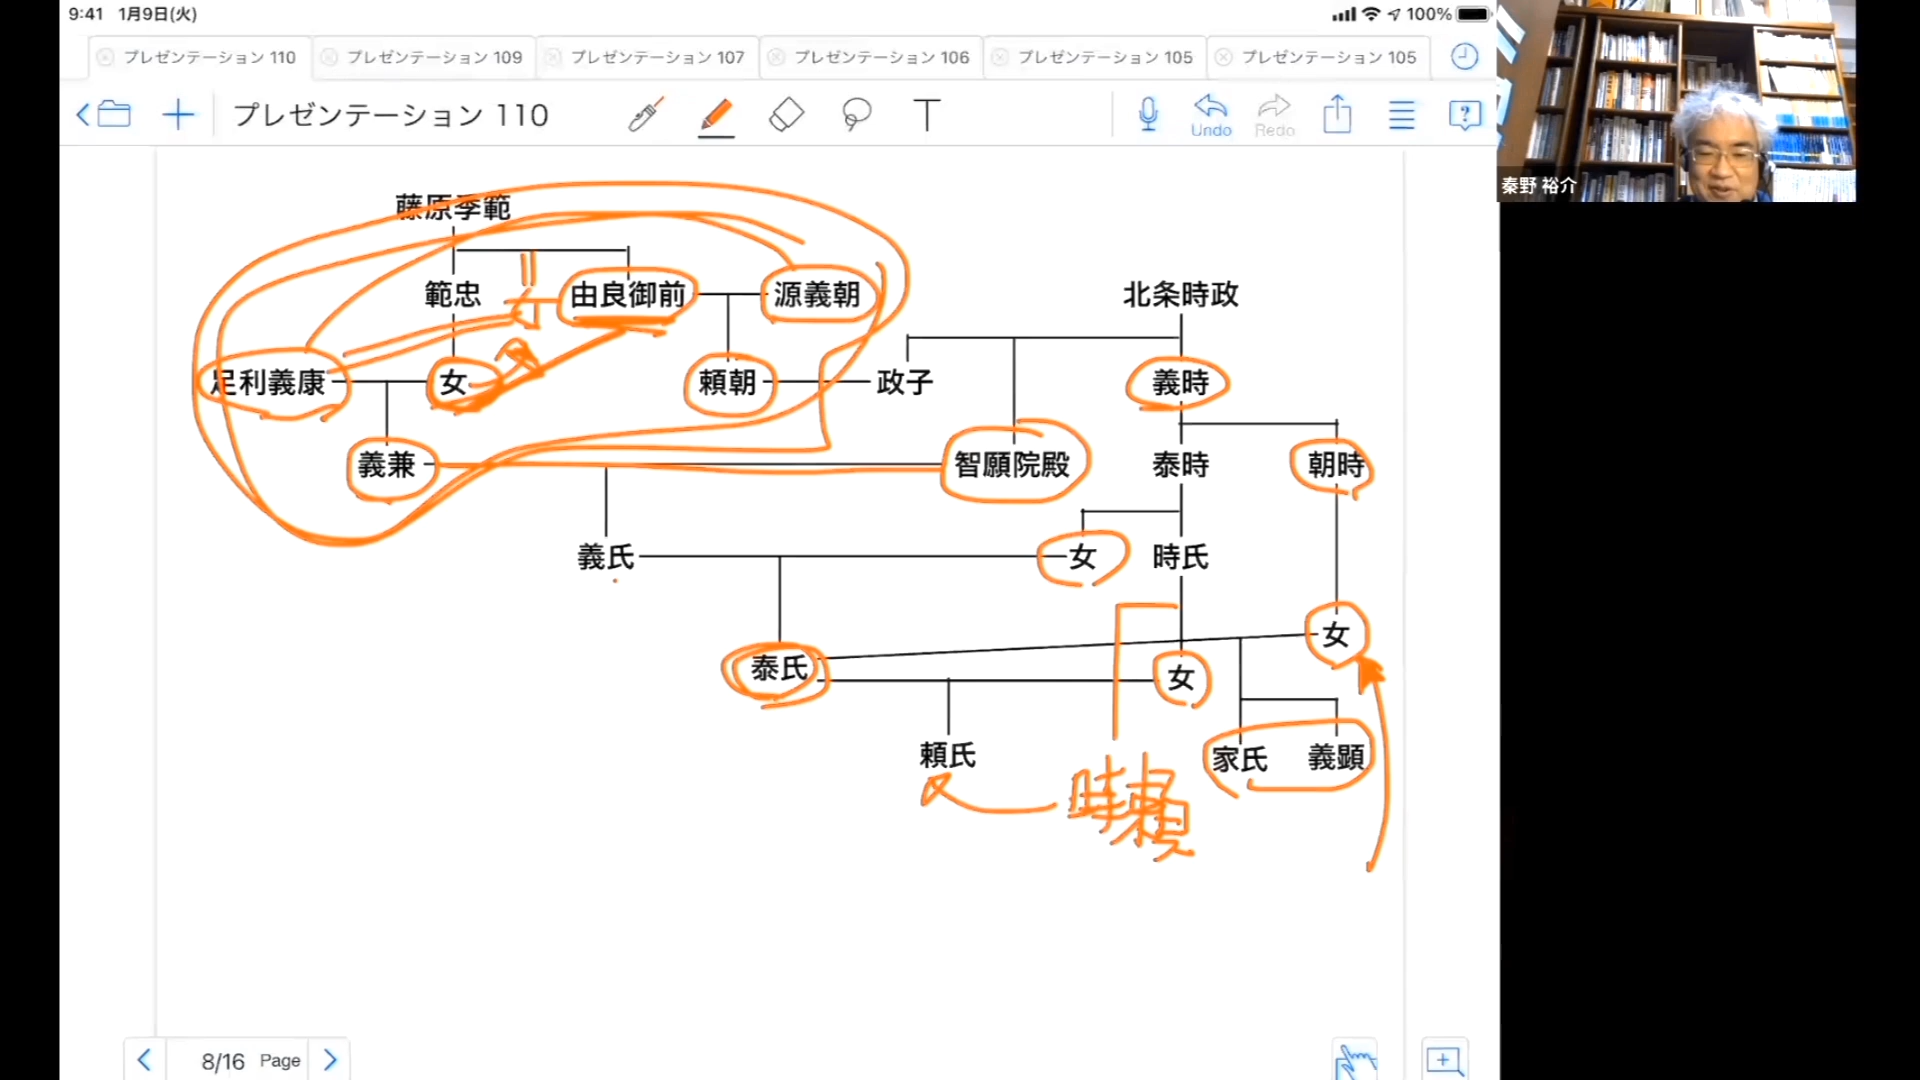 9:41 1月9日(火)
100%
プレゼンテーション 110
プレゼンテーション 109
プレゼンテーション 107
プレゼンテーション 106
プレゼンテーション 105
プレゼンテーション 105
プレゼンテーション 110
T
Undo
Redo
?
秦野 裕介
藤原季範
範忠
由良御前
源義朝
北条時政
足利義康
女
頼朝
政子
義時
義兼
智願院殿
泰時
朝時
義氏
女
時氏
泰氏
女
女
頼氏
時頼
家氏
義顕
8/16 Page